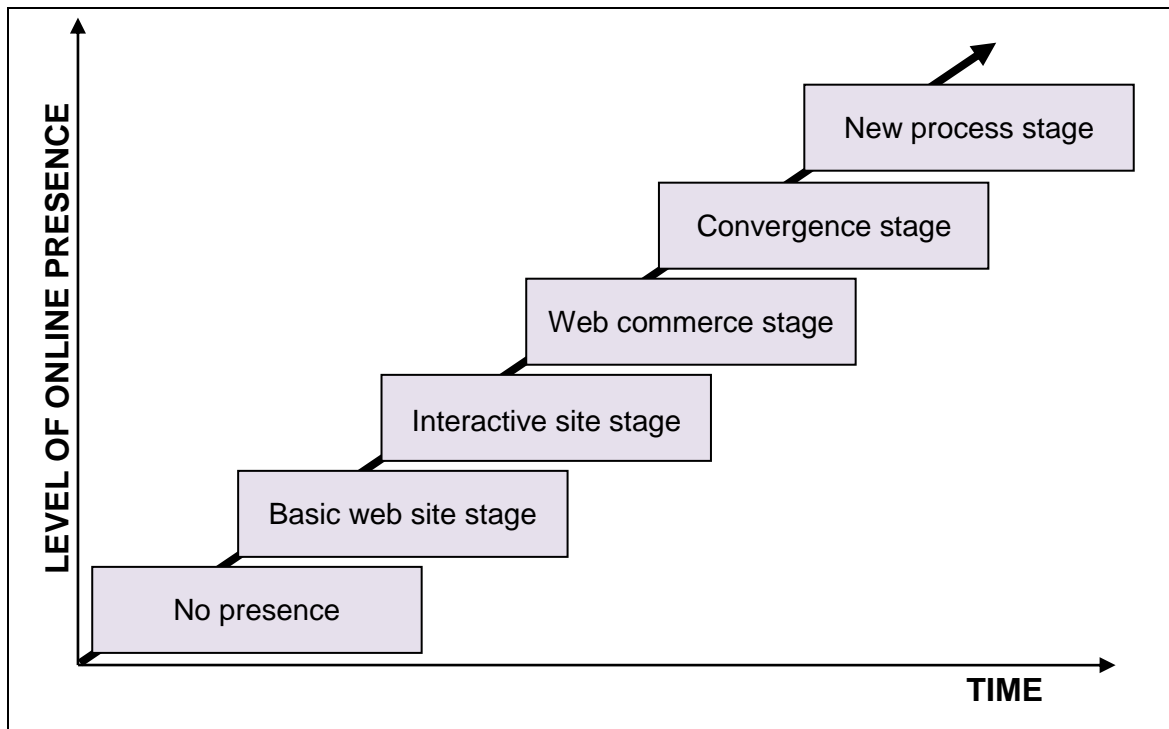 LEVEL OF ONLINE PRESENCE
New process stage
Convergence stage
Web commerce stage
Interactive site stage
Basic web site stage
No presence
TIME